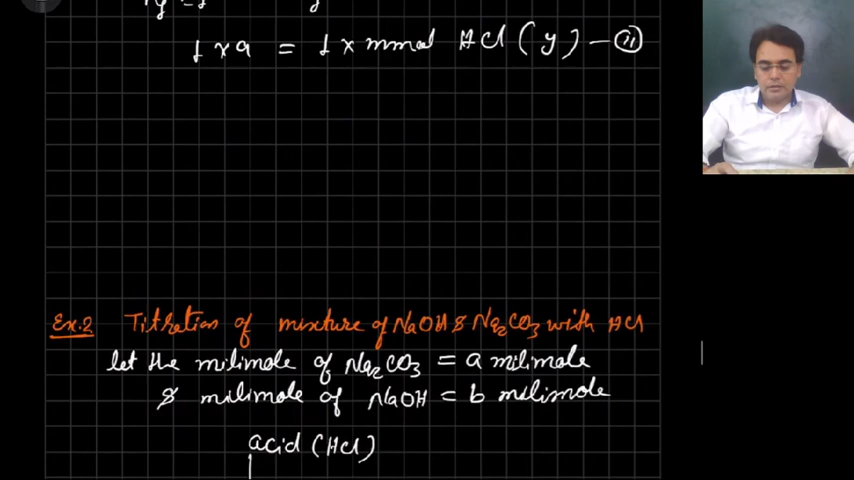 1 x a = 1 x mmol HCl (y) — (ii)
Ex.2 Titration of mixture of NaOH & Na2CO3 with HCl
let the milimole of Na2CO3 = a milimole
& milimole of NaOH = b milimole
acid (HCl)